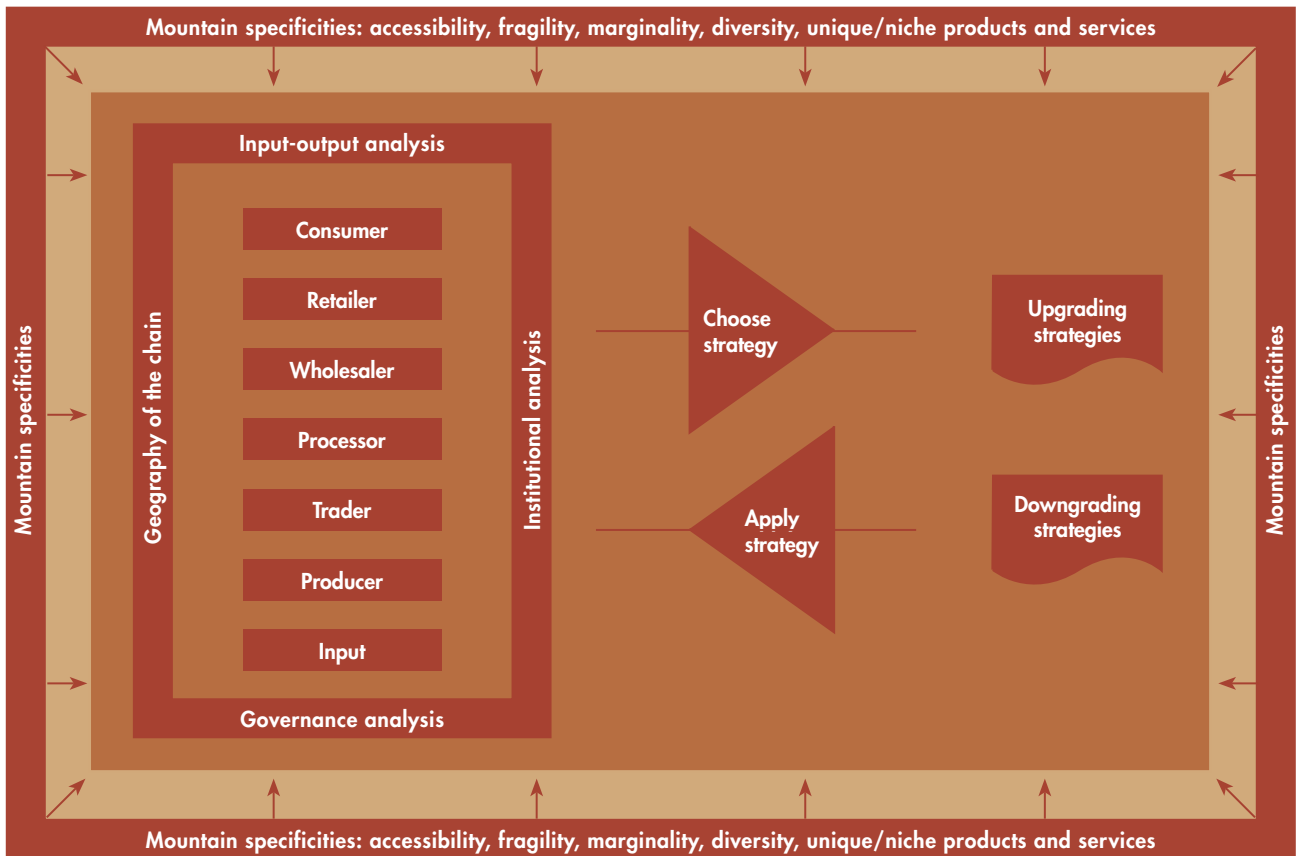 Mountain specificities: accessibility, fragility, marginality, diversity, unique/niche products and services
Mountain specificities
Input-output analysis
Geography of the chain
Consumer
Retailer
Wholesaler
Processor
Trader
Producer
Input
Institutional analysis
Governance analysis
Choose
strategy
Apply
strategy
Upgrading
strategies
Downgrading
strategies
Mountain specificities
Mountain specificities: accessibility, fragility, marginality, diversity, unique/niche products and services